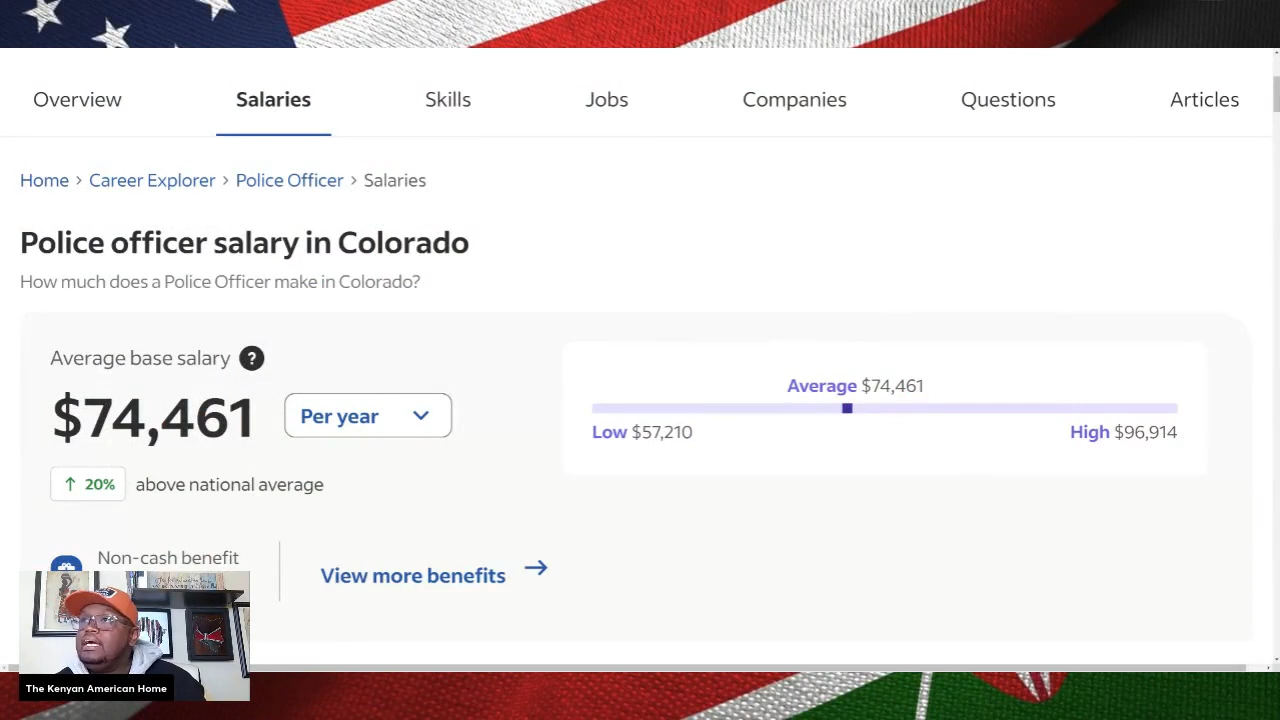 Overview Salaries Skills Jobs Companies Questions Articles
Home > Career Explorer > Police Officer > Salaries
Police officer salary in Colorado
How much does a Police Officer make in Colorado?
Average base salary ?
$74,461 Per year
20% above national average
Average $74,461
Low $57,210 High $96,914
Non-cash benefit
View more benefits
The Kenyan American Home